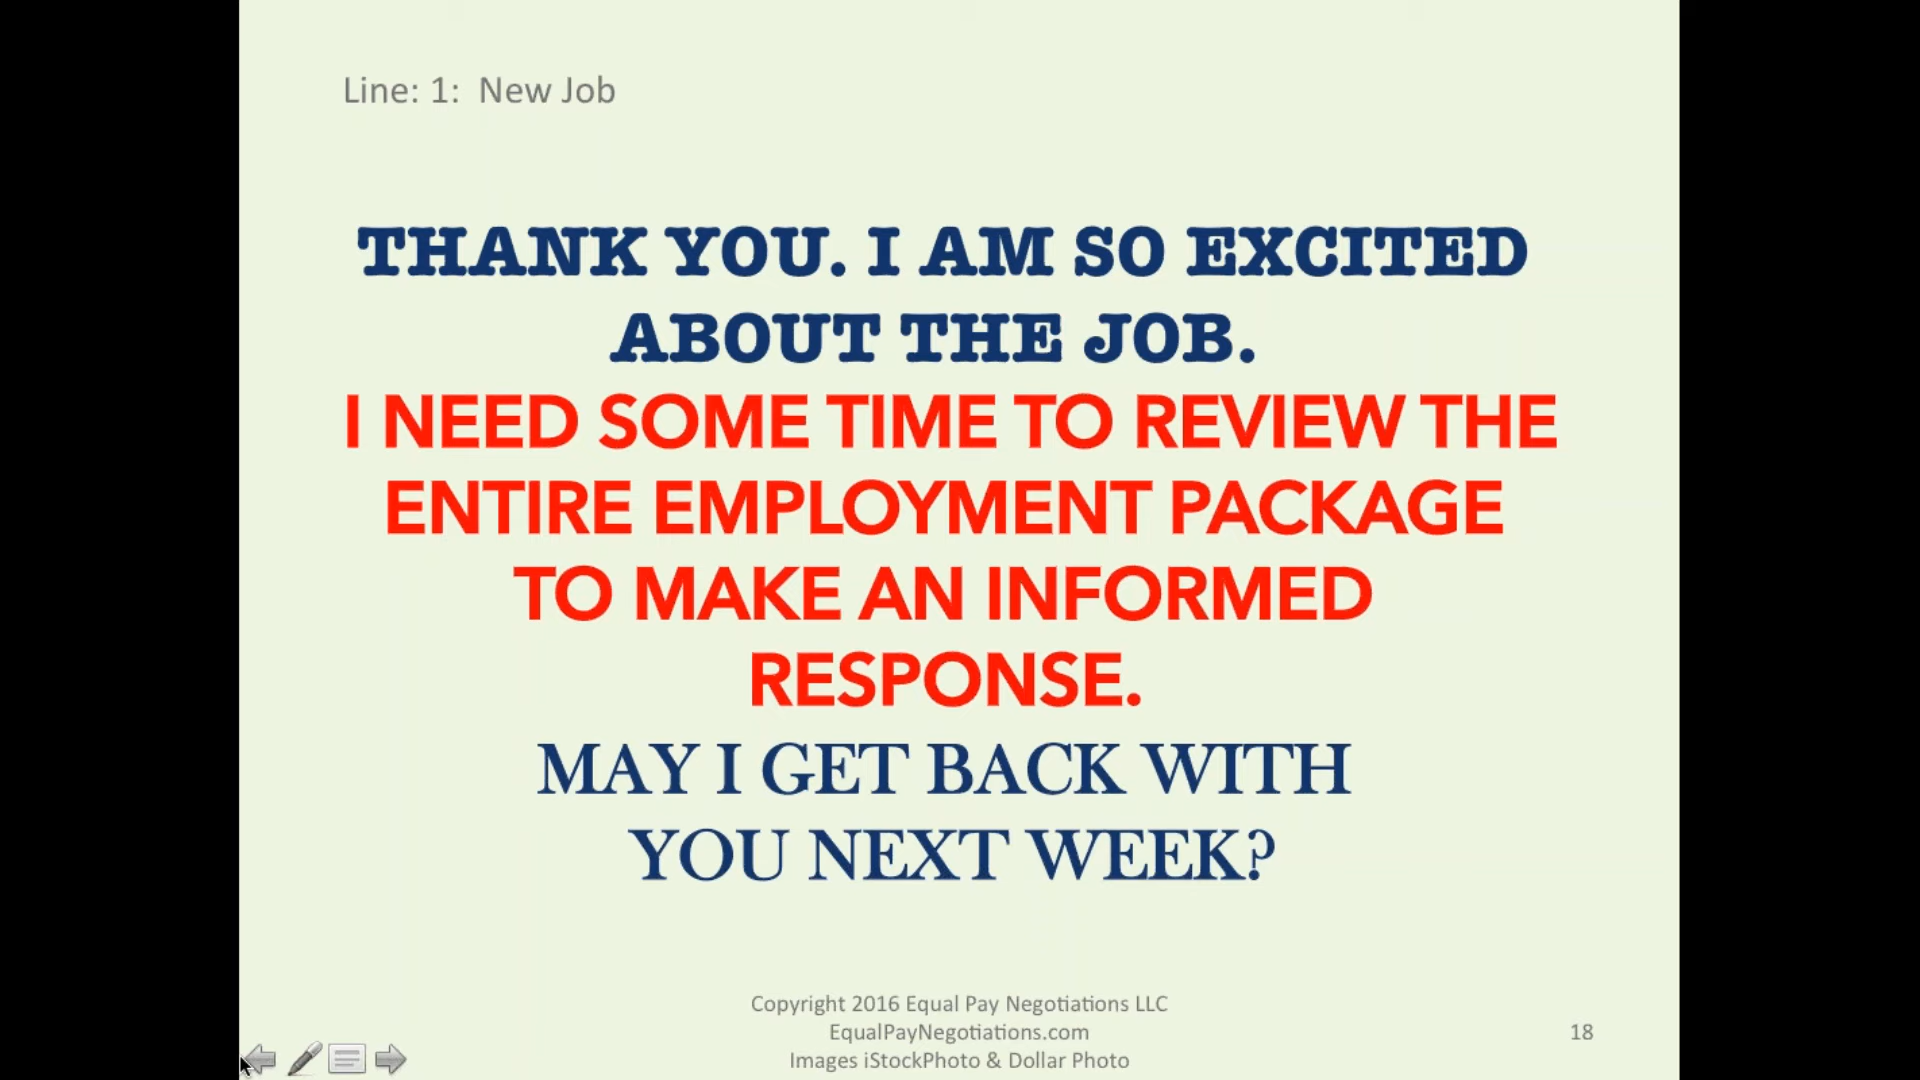 Line: 1:  New Job
THANK YOU. I AM SO EXCITED
ABOUT THE JOB.
I NEED SOME TIME TO REVIEW THE
ENTIRE EMPLOYMENT PACKAGE
TO MAKE AN INFORMED
RESPONSE.
MAY I GET BACK WITH
YOU NEXT WEEK?
Copyright 2016 Equal Pay Negotiations LLC
EqualPayNegotiations.com
Images iStockPhoto & Dollar Photo
18